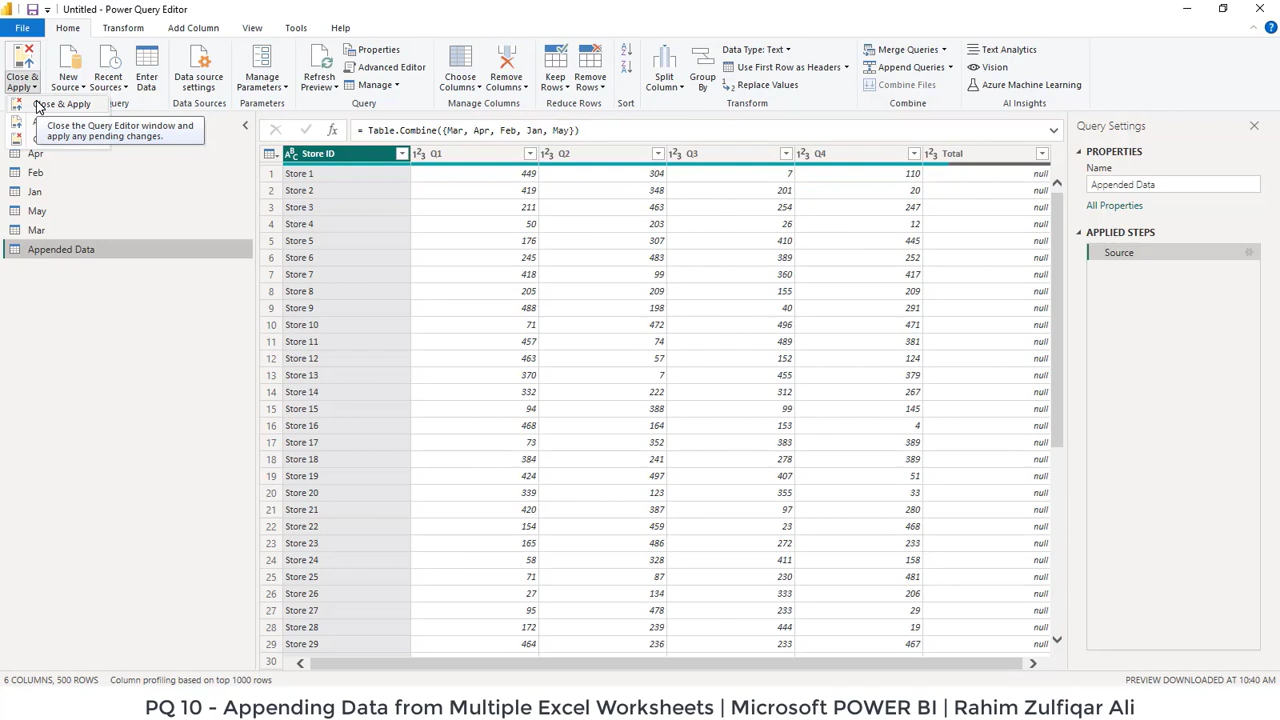 Untitled - Power Query Editor
File Home Transform Add Column View Tools Help
Close & Apply
New Source
Recent Sources
Enter Data
Data source settings
Manage Parameters
Refresh Preview
Properties
Advanced Editor
Manage
Choose Columns
Remove Columns
Keep Rows
Remove Rows
Split Column
Group By
Data Type: Text
Use First Row as Headers
Replace Values
Merge Queries
Append Queries
Combine Files
Text Analytics
Vision
Azure Machine Learning
Data Sources Parameters Query Manage Columns Reduce Rows Sort Transform Combine AI Insights
& Apply
Close the Query Editor window and
apply any pending changes.
Apr
Feb
Jan
May
Mar
Appended Data
= Table.Combine({Mar, Apr, Feb, Jan, May})
Store ID Q1 Q2 Q3 Q4 Total
1 Store 1 449 304 7 110 null
2 Store 2 419 348 201 20 null
3 Store 3 211 463 254 247 null
4 Store 4 50 203 26 12 null
5 Store 5 176 307 410 445 null
6 Store 6 245 483 389 252 null
7 Store 7 418 99 360 417 null
8 Store 8 205 209 155 209 null
9 Store 9 488 198 40 291 null
10 Store 10 71 472 496 471 null
11 Store 11 457 74 489 381 null
12 Store 12 463 57 152 124 null
13 Store 13 370 7 455 379 null
14 Store 14 332 222 312 267 null
15 Store 15 94 388 99 145 null
16 Store 16 468 164 153 4 null
17 Store 17 73 352 383 389 null
18 Store 18 384 241 278 389 null
19 Store 19 424 497 407 51 null
20 Store 20 339 123 355 33 null
21 Store 21 420 387 97 280 null
22 Store 22 154 459 23 468 null
23 Store 23 165 486 272 233 null
24 Store 24 58 328 411 158 null
25 Store 25 71 87 230 481 null
26 Store 26 27 134 333 206 null
27 Store 27 95 478 233 29 null
28 Store 28 172 239 444 19 null
29 Store 29 464 236 233 467 null
30
Query Settings
PROPERTIES
Name
Appended Data
All Properties
APPLIED STEPS
Source
6 COLUMNS, 500 ROWS Column profiling based on top 1000 rows PREVIEW DOWNLOADED AT 10:40 AM
PQ 10 - Appending Data from Multiple Excel Worksheets | Microsoft POWER BI | Rahim Zulfiqar Ali